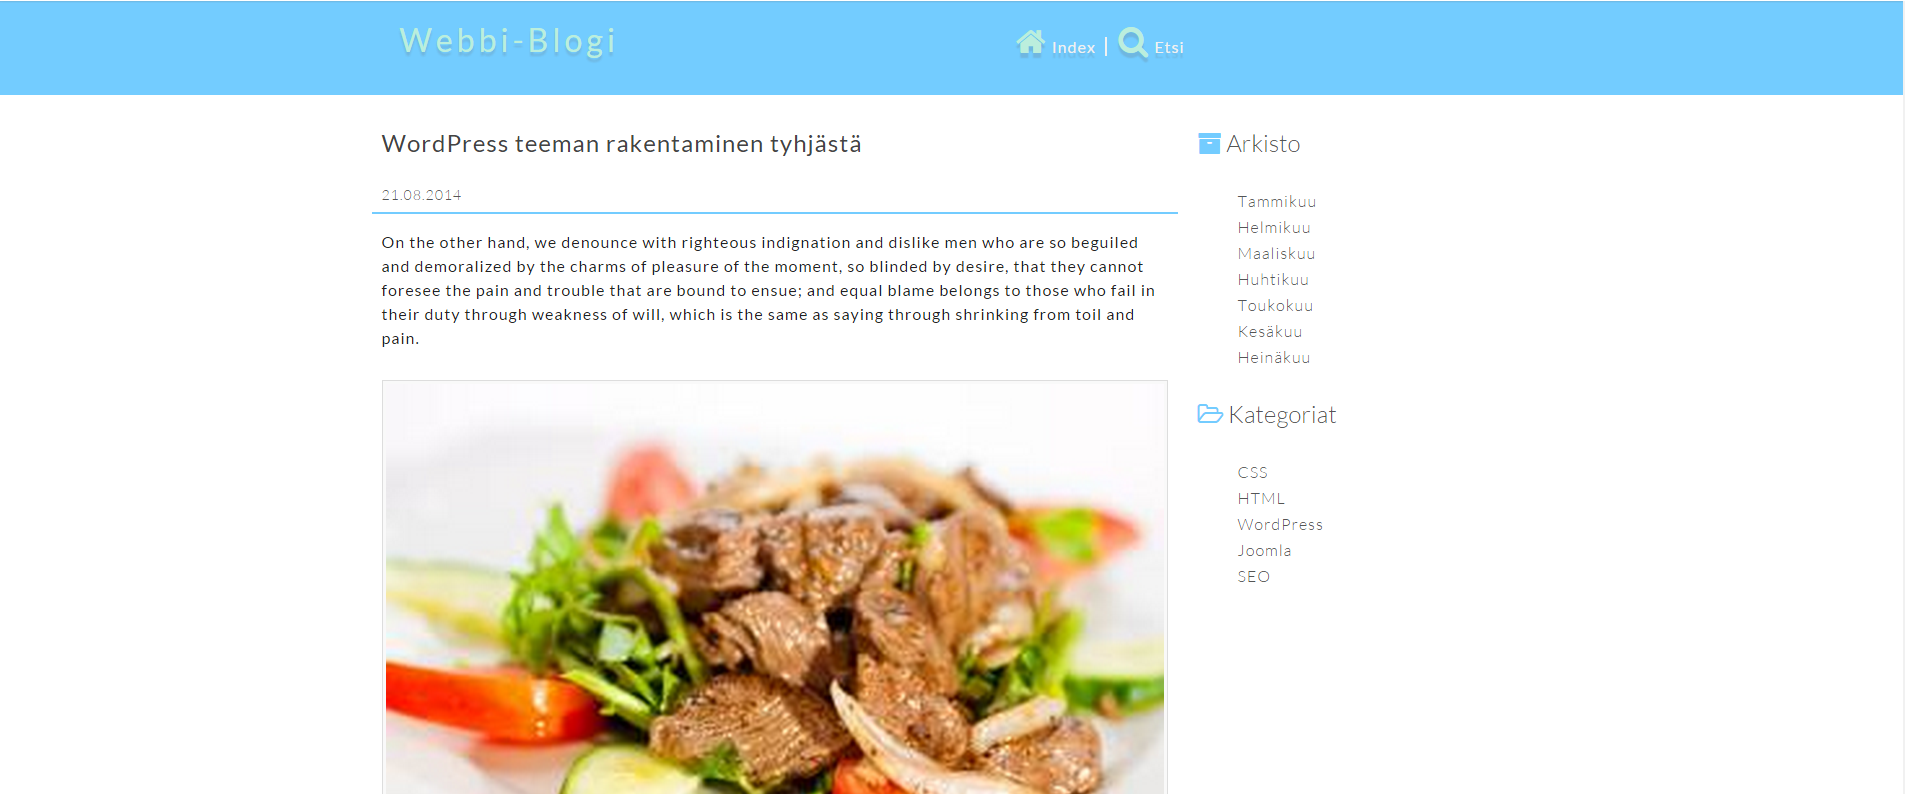 Webbi-Blogi
Index | Etsi
WordPress teeman rakentaminen tyhjästä
21.08.2014
On the other hand, we denounce with righteous indignation and dislike men who are so beguiled
and demoralized by the charms of pleasure of the moment, so blinded by desire, that they cannot
foresee the pain and trouble that are bound to ensue; and equal blame belongs to those who fail in
their duty through weakness of will, which is the same as saying through shrinking from toil and
pain.
Arkisto
Tammikuu
Helmikuu
Maaliskuu
Huhtikuu
Toukokuu
Kesäkuu
Heinäkuu
Kategoriat
CSS
HTML
WordPress
Joomla
SEO